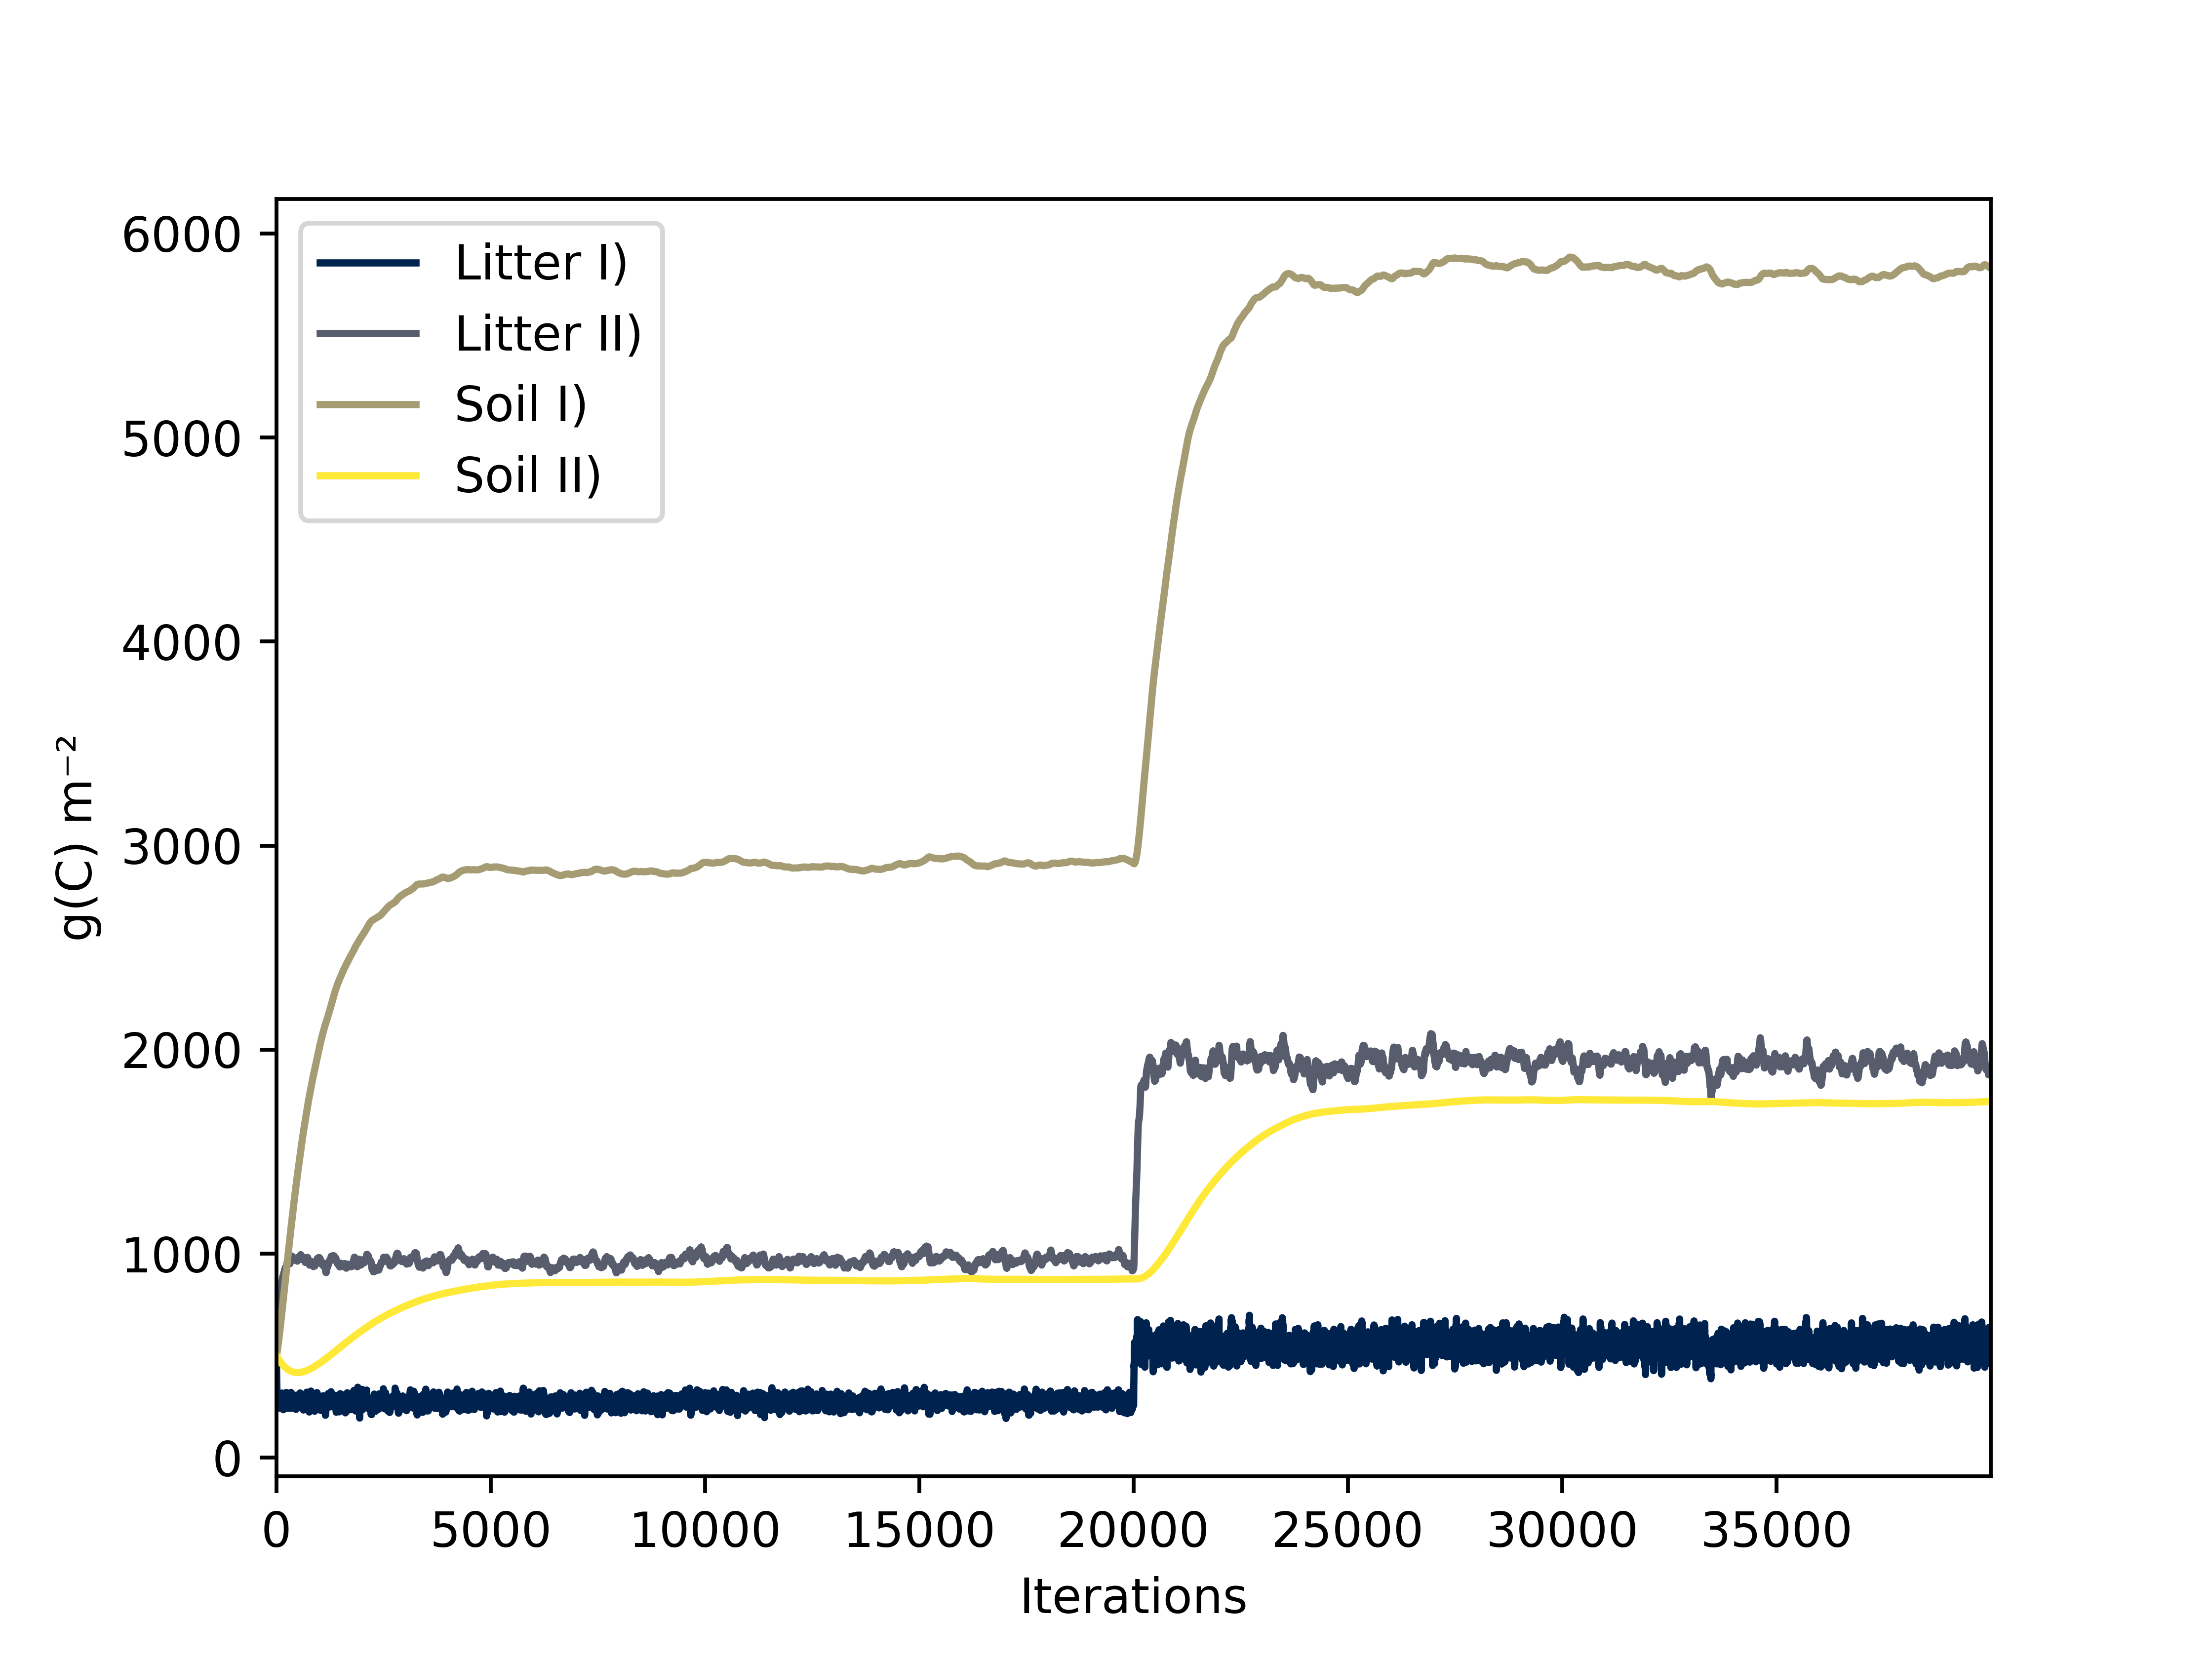 6000
5000
4000
3000
2000
1000
0
g(C) m⁻²
Litter I)
Litter II)
Soil I)
Soil II)
0 5000 10000 15000 20000 25000 30000 35000
Iterations